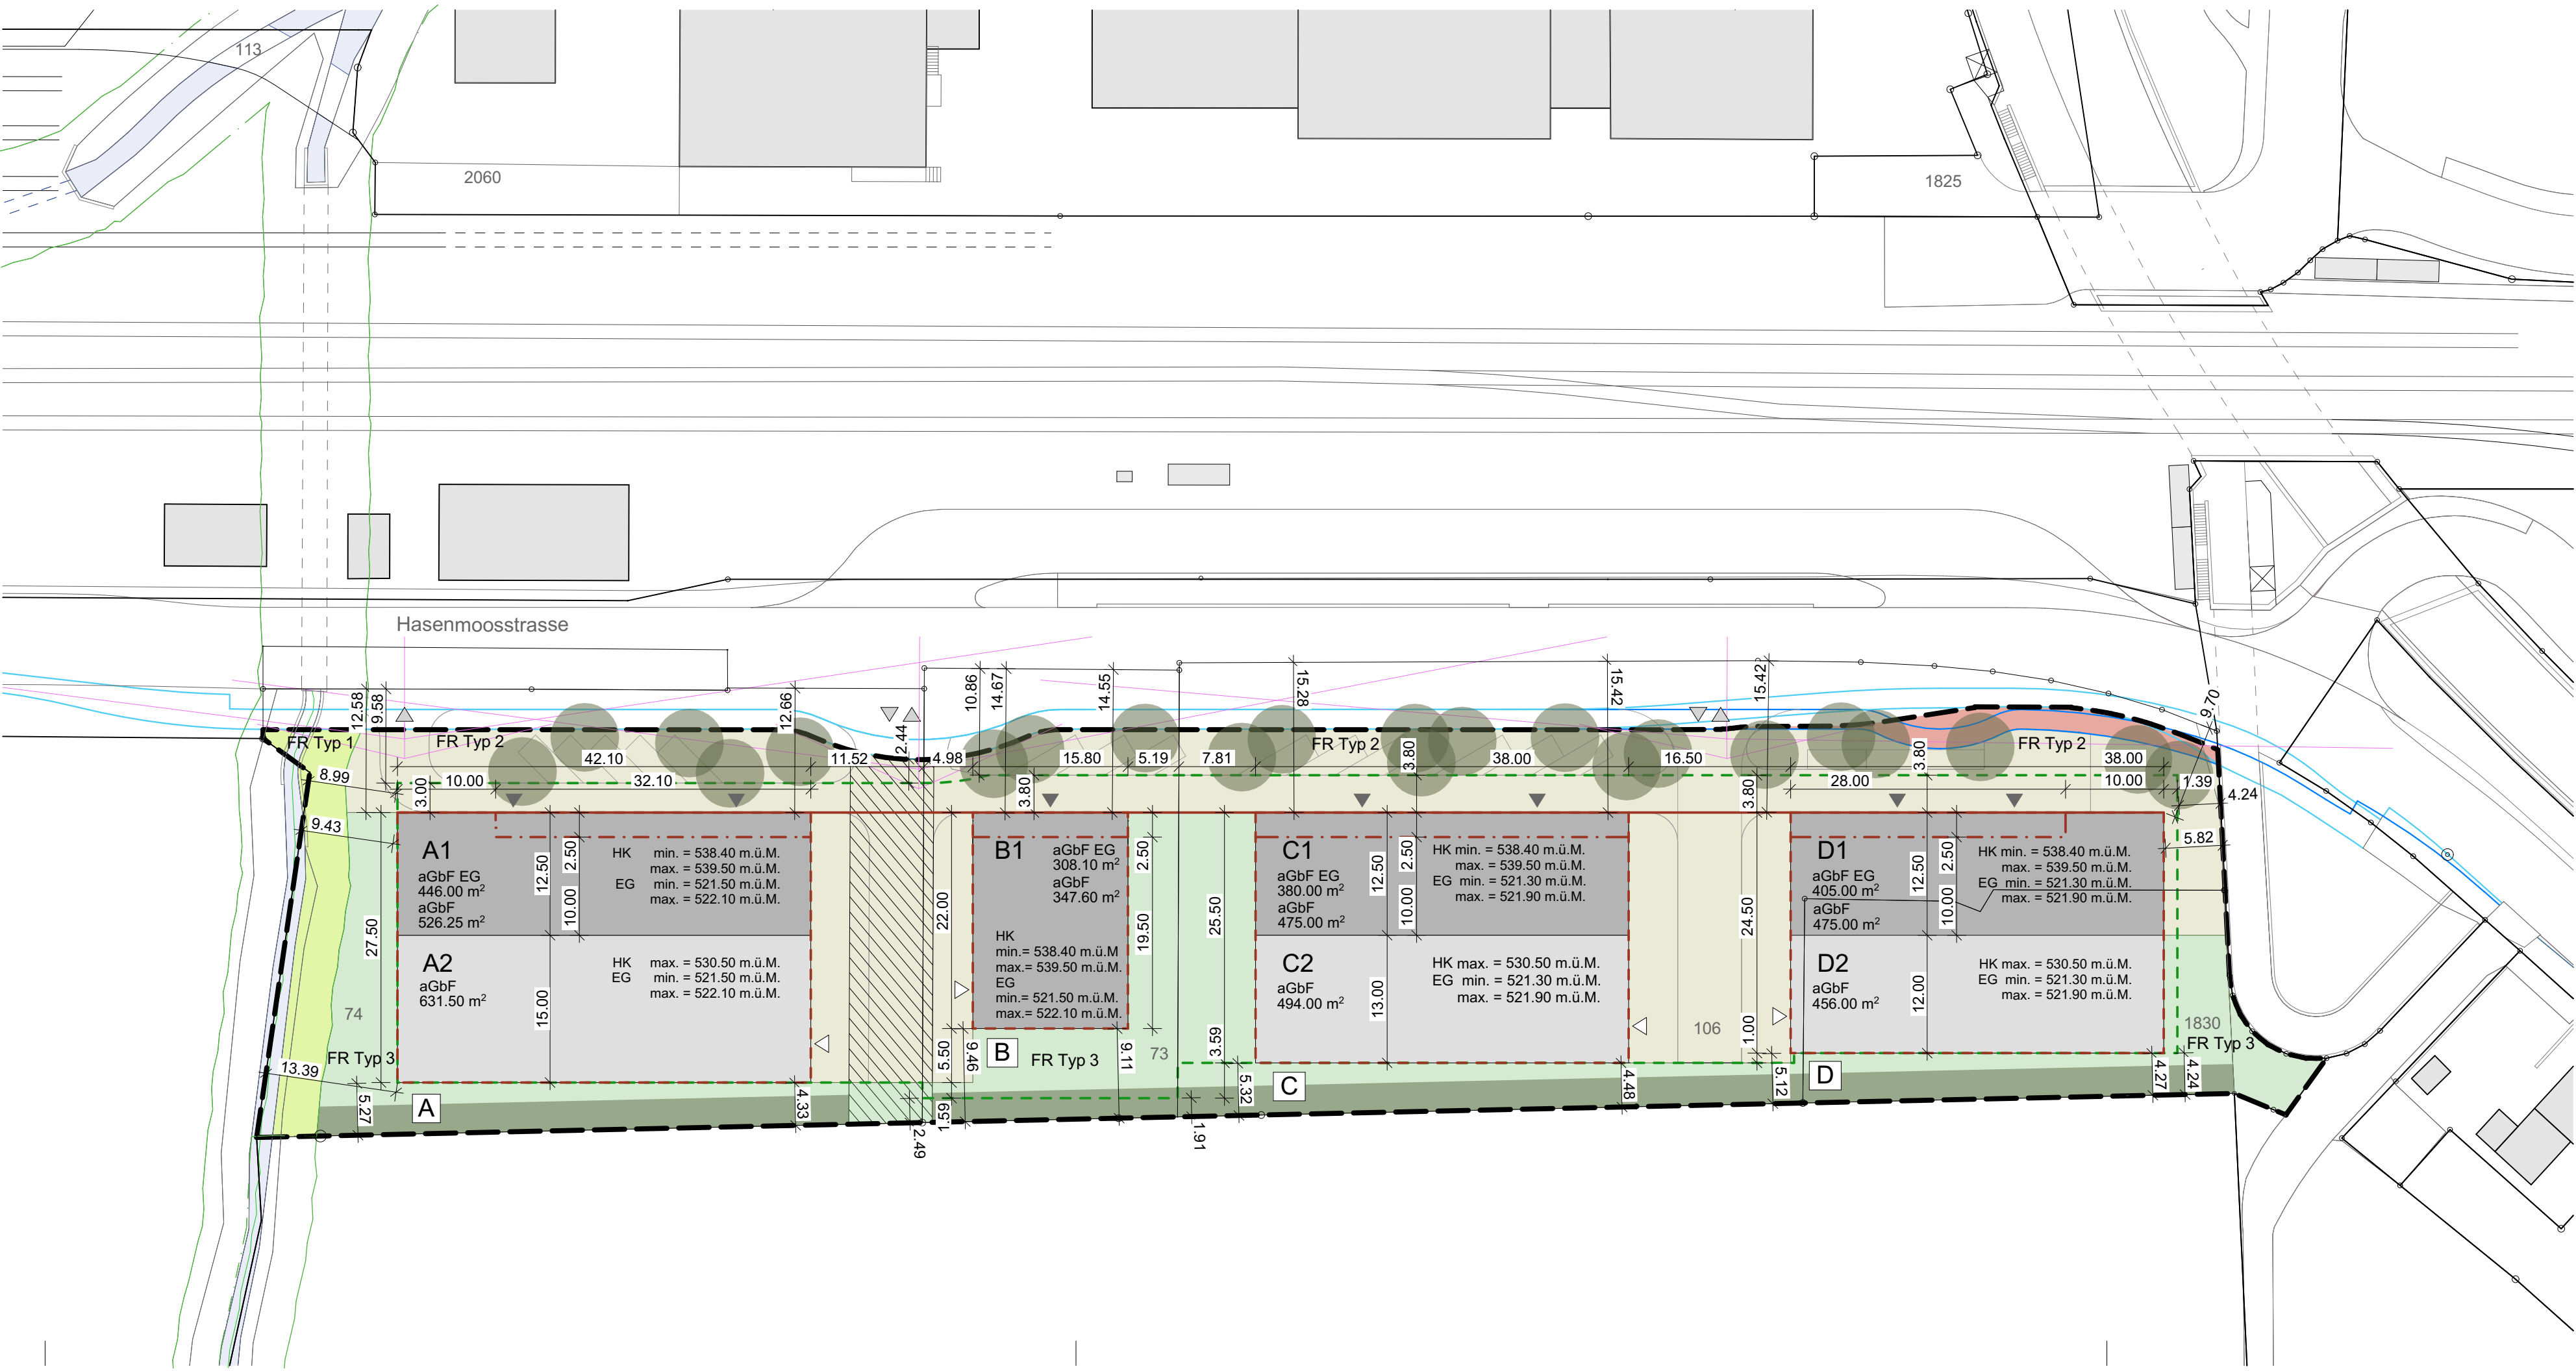 113
2060
1825
Hasenmoosstrasse
12.58
9.58
12.66
2.44
10.86
14.67
14.55
15.28
15.42
15.42
9.70
FR Typ 1
FR Typ 2
FR Typ 2
FR Typ 2
42.10
11.52
4.98
15.80
5.19
7.81
3.80
38.00
16.50
3.80
38.00
8.99
3.00
10.00
32.10
3.80
3.80
28.00
10.00
1.39
4.24
9.43
5.82
A1
aGbF EG
446.00 m²
aGbF
526.25 m²
12.50
2.50
10.00
HK min. = 538.40 m.ü.M.
max. = 539.50 m.ü.M.
EG min. = 521.50 m.ü.M.
max. = 522.10 m.ü.M.
27.50
A2
aGbF
631.50 m²
15.00
HK max. = 530.50 m.ü.M.
EG min. = 521.50 m.ü.M.
max. = 522.10 m.ü.M.
22.00
B1
aGbF EG
308.10 m²
aGbF
347.60 m²
HK
min.= 538.40 m.ü.M
max.= 539.50 m.ü.M
EG
min.= 521.50 m.ü.M
max.= 522.10 m.ü.M
2.50
19.50
25.50
C1
aGbF EG
380.00 m²
aGbF
475.00 m²
12.50
2.50
10.00
HK min. = 538.40 m.ü.M.
max. = 539.50 m.ü.M.
EG min. = 521.30 m.ü.M.
max. = 521.90 m.ü.M.
C2
aGbF
494.00 m²
13.00
HK max. = 530.50 m.ü.M.
EG min. = 521.30 m.ü.M.
max. = 521.90 m.ü.M.
24.50
D1
aGbF EG
405.00 m²
aGbF
475.00 m²
12.50
2.50
10.00
HK min. = 538.40 m.ü.M.
max. = 539.50 m.ü.M.
EG min. = 521.30 m.ü.M.
max. = 521.90 m.ü.M.
D2
aGbF
456.00 m²
12.00
HK max. = 530.50 m.ü.M.
EG min. = 521.30 m.ü.M.
max. = 521.90 m.ü.M.
74
FR Typ 3
13.39
5.27
A
4.33
5.50
9.46
B
FR Typ 3
9.11
73
3.59
5.32
C
4.48
106
1.00
5.12
D
4.27
4.24
1830
FR Typ 3
2.49
1.59
1.91